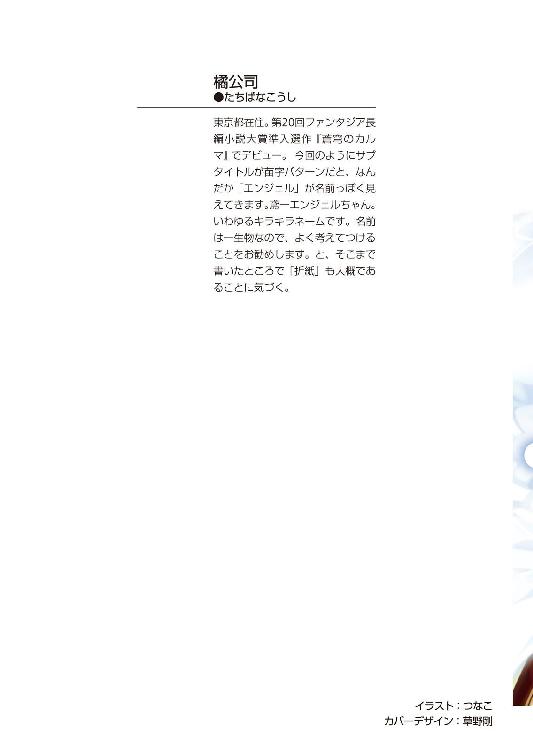 橘公司
●たちばなこうし
東京都在住。第20回ファンタジア長
編小説大賞準入選作『蒼穹のカル
マ』でデビュー。今回のようにサブ
タイトルが苗字パターンだと、なん
だか「エンジェル」が名前っぽく見
えてきます。鳶一エンジェルちゃん。
いわゆるキラキラネームです。名前
は一生物なので、よく考えてつける
ことをお勧めします。と、そこまで
書いたところで「折紙」も大概であ
ることに気づく。
イラスト：つなこ
カバーデザイン：草野剛